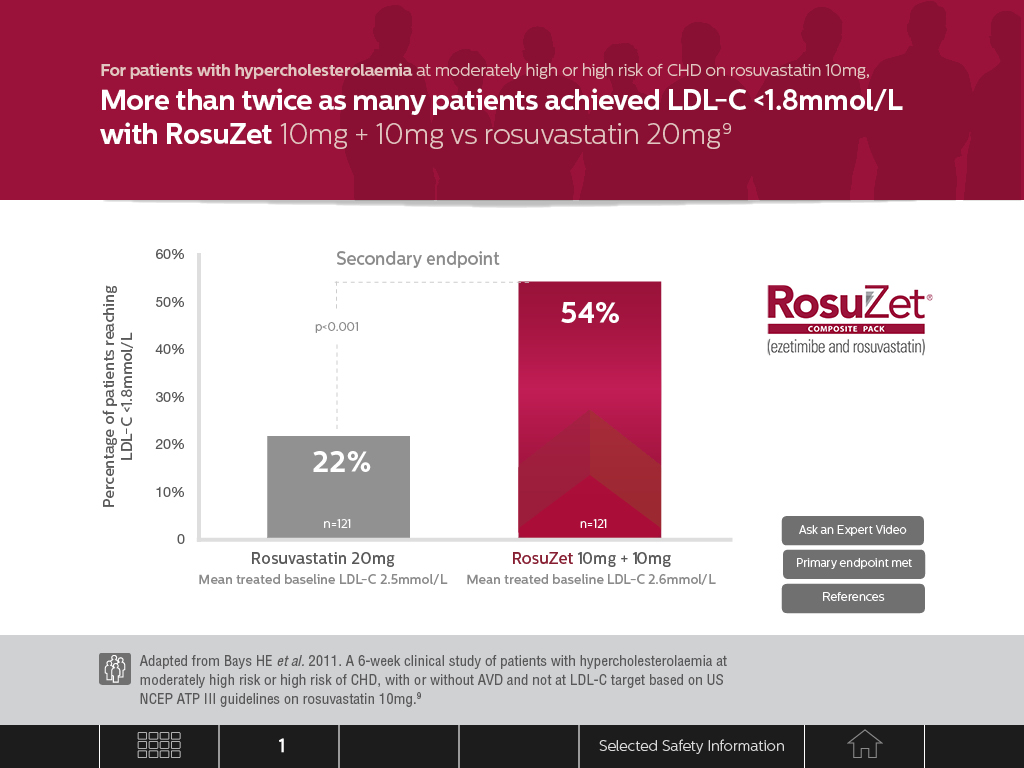 For patients with hypercholesterolaemia at moderately high or high risk of CHD on rosuvastatin 10mg,
More than twice as many patients achieved LDL-C <1.8mmol/L
with RosuZet 10mg + 10mg vs rosuvastatin 20mg⁹
Percentage of patients reaching
LDL-C <1.8mmol/L
60%
50%
40%
30%
20%
10%
0
Secondary endpoint
p<0.001
22%
n=121
54%
n=121
Rosuvastatin 20mg
Mean treated baseline LDL-C 2.5mmol/L
RosuZet 10mg + 10mg
Mean treated baseline LDL-C 2.6mmol/L
RosuZet®
COMPOSITE PACK
(ezetimibe and rosuvastatin)
Ask an Expert Video
Primary endpoint met
References
Adapted from Bays HE et al. 2011. A 6-week clinical study of patients with hypercholesterolaemia at
moderately high risk or high risk of CHD, with or without AVD and not at LDL-C target based on US
NCEP ATP III guidelines on rosuvastatin 10mg.⁹
1
Selected Safety Information